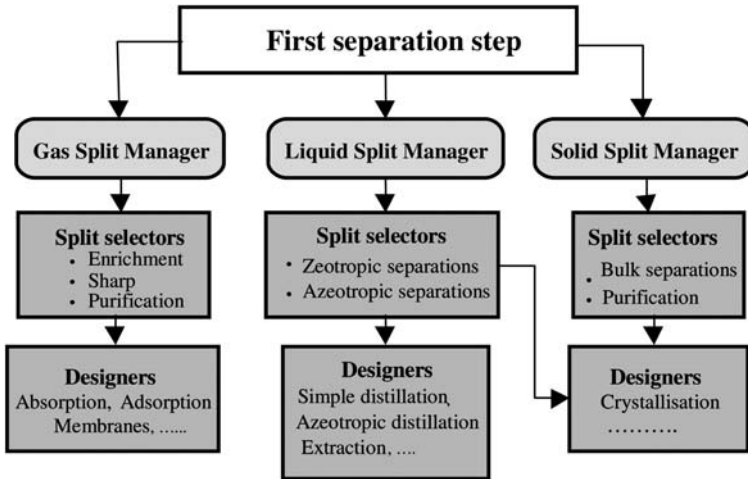 First separation step
Gas Split Manager
Liquid Split Manager
Solid Split Manager
Split selectors
• Enrichment
• Sharp
• Purification
Split selectors
• Zeotropic separations
• Azeotropic separations
Split selectors
• Bulk separations
• Purification
Designers
Absorption, Adsorption
Membranes, ......
Designers
Simple distillation,
Azeotropic distillation
Extraction, ....
Designers
Crystallisation
..........